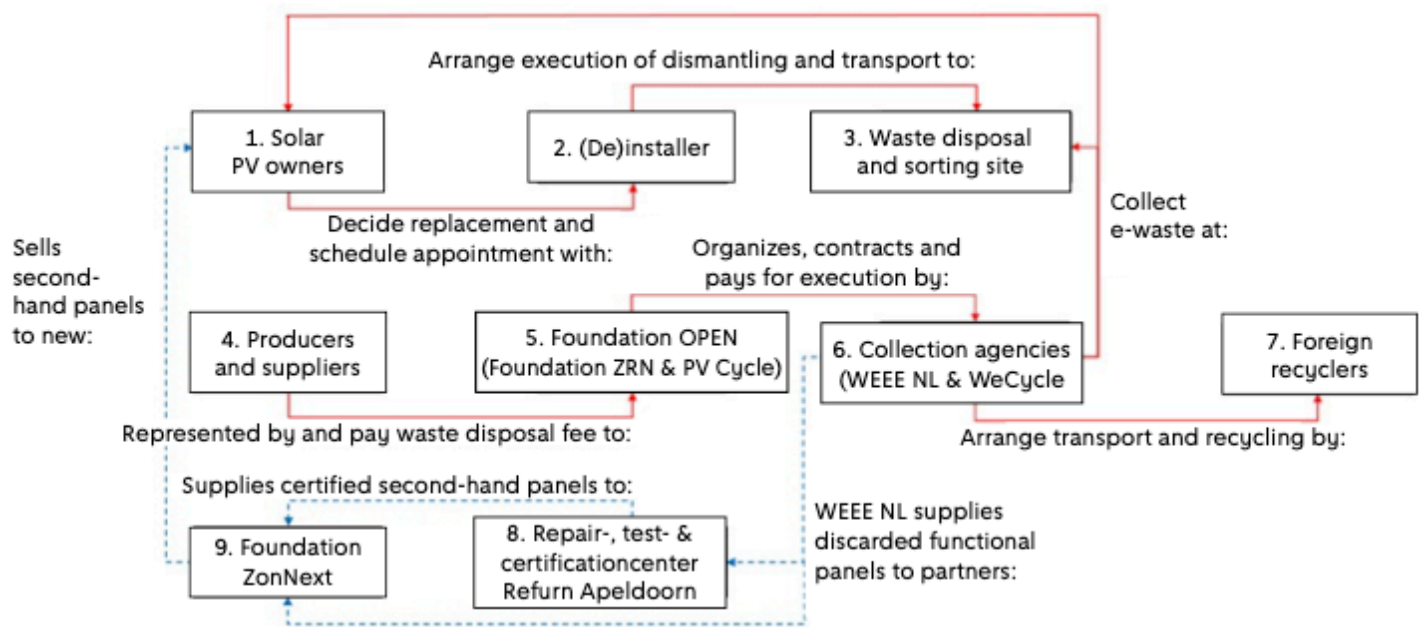 Arrange execution of dismantling and transport to:
1. Solar
PV owners
2. (De)installer
3. Waste disposal
and sorting site
Decide replacement and
schedule appointment with:
Collect
e-waste at:
Sells
second-
hand panels
to new:
Organizes, contracts and
pays for execution by:
4. Producers
and suppliers
5. Foundation OPEN
(Foundation ZRN & PV Cycle)
6. Collection agencies
(WEEE NL & WeCycle
7. Foreign
recyclers
Represented by and pay waste disposal fee to:
Arrange transport and recycling by:
Supplies certified second-hand panels to:
WEEE NL supplies
discarded functional
panels to partners:
9. Foundation
ZonNext
8. Repair-, test- &
certificationcenter
Refurn Apeldoorn